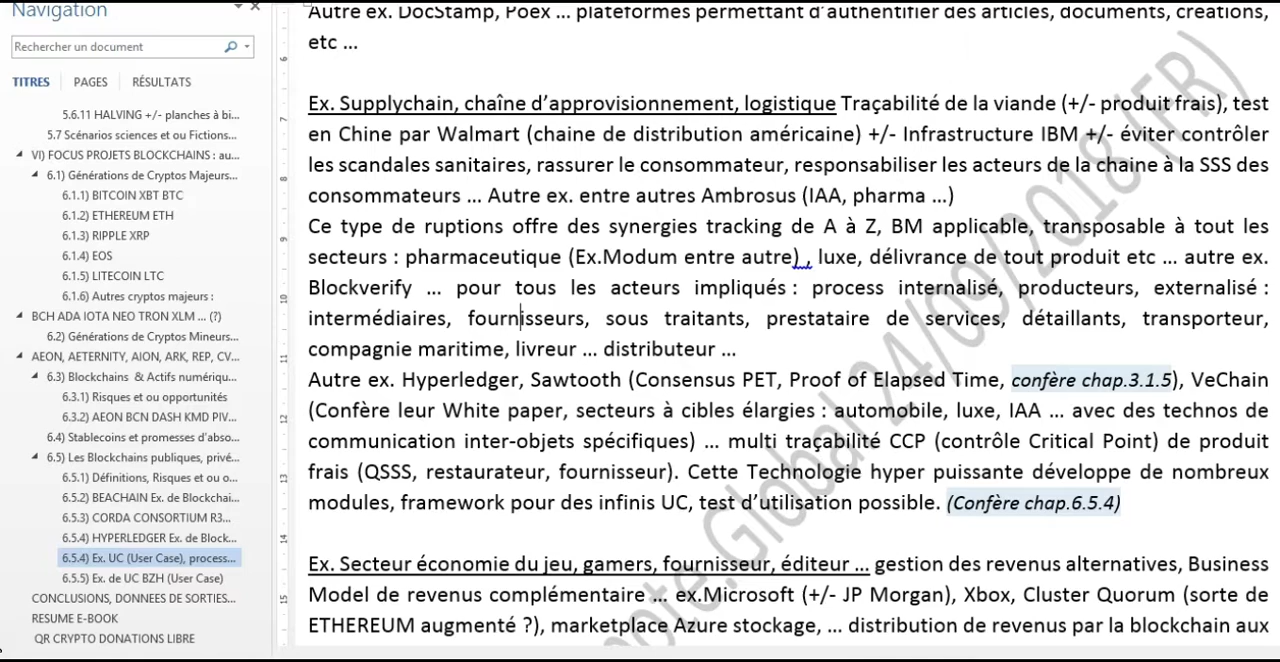 Navigation
Rechercher un document
TITRES PAGES RÉSULTATS
5.6.11 HALVING +/- planches à bi...
5.7 Scénarios sciences et ou Fictions...
VI) FOCUS PROJETS BLOCKCHAINS : au...
6.1) Générations de Cryptos Majeurs...
6.1.1) BITCOIN XBT BTC
6.1.2) ETHEREUM ETH
6.1.3) RIPPLE XRP
6.1.4) EOS
6.1.5) LITECOIN LTC
6.1.6) Autres cryptos majeurs :
BCH ADA IOTA NEO TRON XLM ... (?)
6.2) Générations de Cryptos Mineurs...
AEON, AETERNITY, AION, ARK, REP, CV...
6.3) Blockchains & Actifs numériqu...
6.3.1) Risques et ou opportunités
6.3.2) AEON BCN DASH KMD PIV...
6.4) Stablecoins et promesses d'abso...
6.5) Les Blockchains publiques, privé...
6.5.1) Définitions, Risques et ou o...
6.5.2) BEACHAIN Ex. de Blockchai...
6.5.3) CORDA CONSORTIUM R3...
6.5.4) HYPERLEDGER Ex. de Block...
6.5.4) Ex. UC (User Case), process...
6.5.5) Ex. de UC BZH (User Case)
CONCLUSIONS, DONNEES DE SORTIES...
RESUME E-BOOK
QR CRYPTO DONATIONS LIBRE
6
7
8
9
10
11
12
13
14
15
Autre ex. DocStamp, Poex ... plateformes permettant d'authentifier des articles, documents, créations,
etc ...
Ex. Supplychain, chaîne d'approvisionnement, logistique Traçabilité de la viande (+/- produit frais), test
en Chine par Walmart (chaine de distribution américaine) +/- Infrastructure IBM +/- éviter contrôler
les scandales sanitaires, rassurer le consommateur, responsabiliser les acteurs de la chaine à la SSS des
consommateurs ... Autre ex. entre autres Ambrosus (IAA, pharma ...)
Ce type de ruptions offre des synergies tracking de A à Z, BM applicable, transposable à tout les
secteurs : pharmaceutique (Ex.Modum entre autre) , luxe, délivrance de tout produit etc ... autre ex.
Blockverify ... pour tous les acteurs impliqués : process internalisé, producteurs, externalisé :
intermédiaires, fournisseurs, sous traitants, prestataire de services, détaillants, transporteur,
compagnie maritime, livreur ... distributeur ...
Autre ex. Hyperledger, Sawtooth (Consensus PET, Proof of Elapsed Time, confère chap.3.1.5), VeChain
(Confère leur White paper, secteurs à cibles élargies : automobile, luxe, IAA ... avec des technos de
communication inter-objets spécifiques) ... multi traçabilité CCP (contrôle Critical Point) de produit
frais (QSSS, restaurateur, fournisseur). Cette Technologie hyper puissante développe de nombreux
modules, framework pour des infinis UC, test d'utilisation possible. (Confère chap.6.5.4)
Ex. Secteur économie du jeu, gamers, fournisseur, éditeur ... gestion des revenus alternatives, Business
Model de revenus complémentaire ... ex.Microsoft (+/- JP Morgan), Xbox, Cluster Quorum (sorte de
ETHEREUM augmenté ?), marketplace Azure stockage, ... distribution de revenus par la blockchain aux
ote.Global 24/09/2018 (FR)